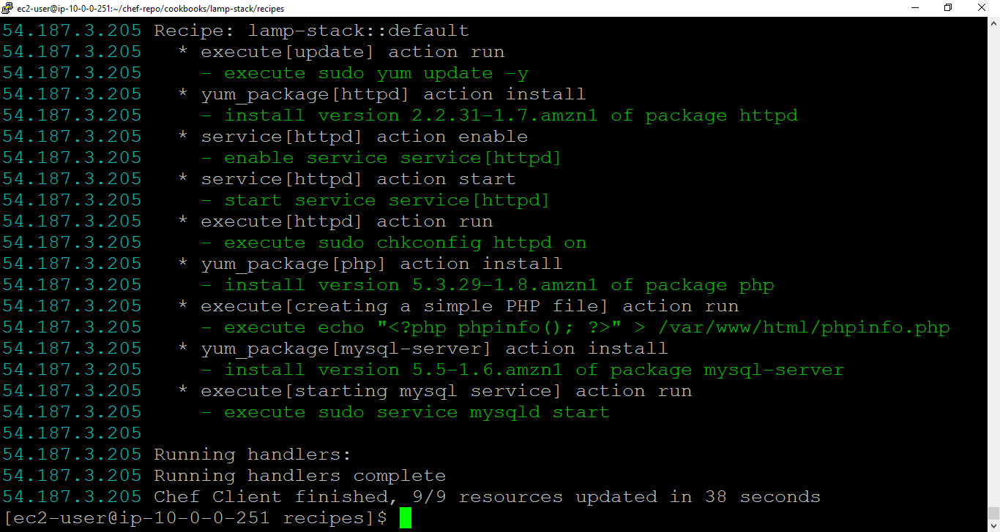 ec2-user@ip-10-0-0-251:~/chef-repo/cookbooks/lamp-stack/recipes
54.187.3.205 Recipe: lamp-stack::default
54.187.3.205   * execute[update] action run
54.187.3.205     - execute sudo yum update -y
54.187.3.205   * yum_package[httpd] action install
54.187.3.205     - install version 2.2.31-1.7.amzn1 of package httpd
54.187.3.205   * service[httpd] action enable
54.187.3.205     - enable service service[httpd]
54.187.3.205   * service[httpd] action start
54.187.3.205     - start service service[httpd]
54.187.3.205   * execute[httpd] action run
54.187.3.205     - execute sudo chkconfig httpd on
54.187.3.205   * yum_package[php] action install
54.187.3.205     - install version 5.3.29-1.8.amzn1 of package php
54.187.3.205   * execute[creating a simple PHP file] action run
54.187.3.205     - execute echo "<?php phpinfo(); ?>" > /var/www/html/phpinfo.php
54.187.3.205   * yum_package[mysql-server] action install
54.187.3.205     - install version 5.5-1.6.amzn1 of package mysql-server
54.187.3.205   * execute[starting mysql service] action run
54.187.3.205     - execute sudo service mysqld start
54.187.3.205
54.187.3.205 Running handlers:
54.187.3.205 Running handlers complete
54.187.3.205 Chef Client finished, 9/9 resources updated in 38 seconds
[ec2-user@ip-10-0-0-251 recipes]$